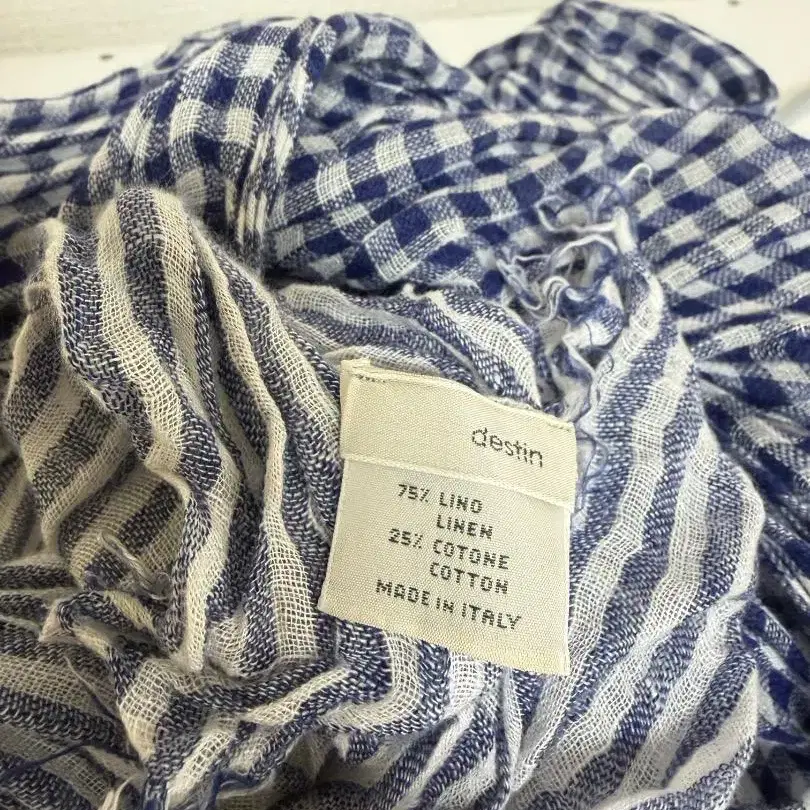 destin
75% LINO
LINEN
25% COTONE
COTTON
MADE IN ITALY